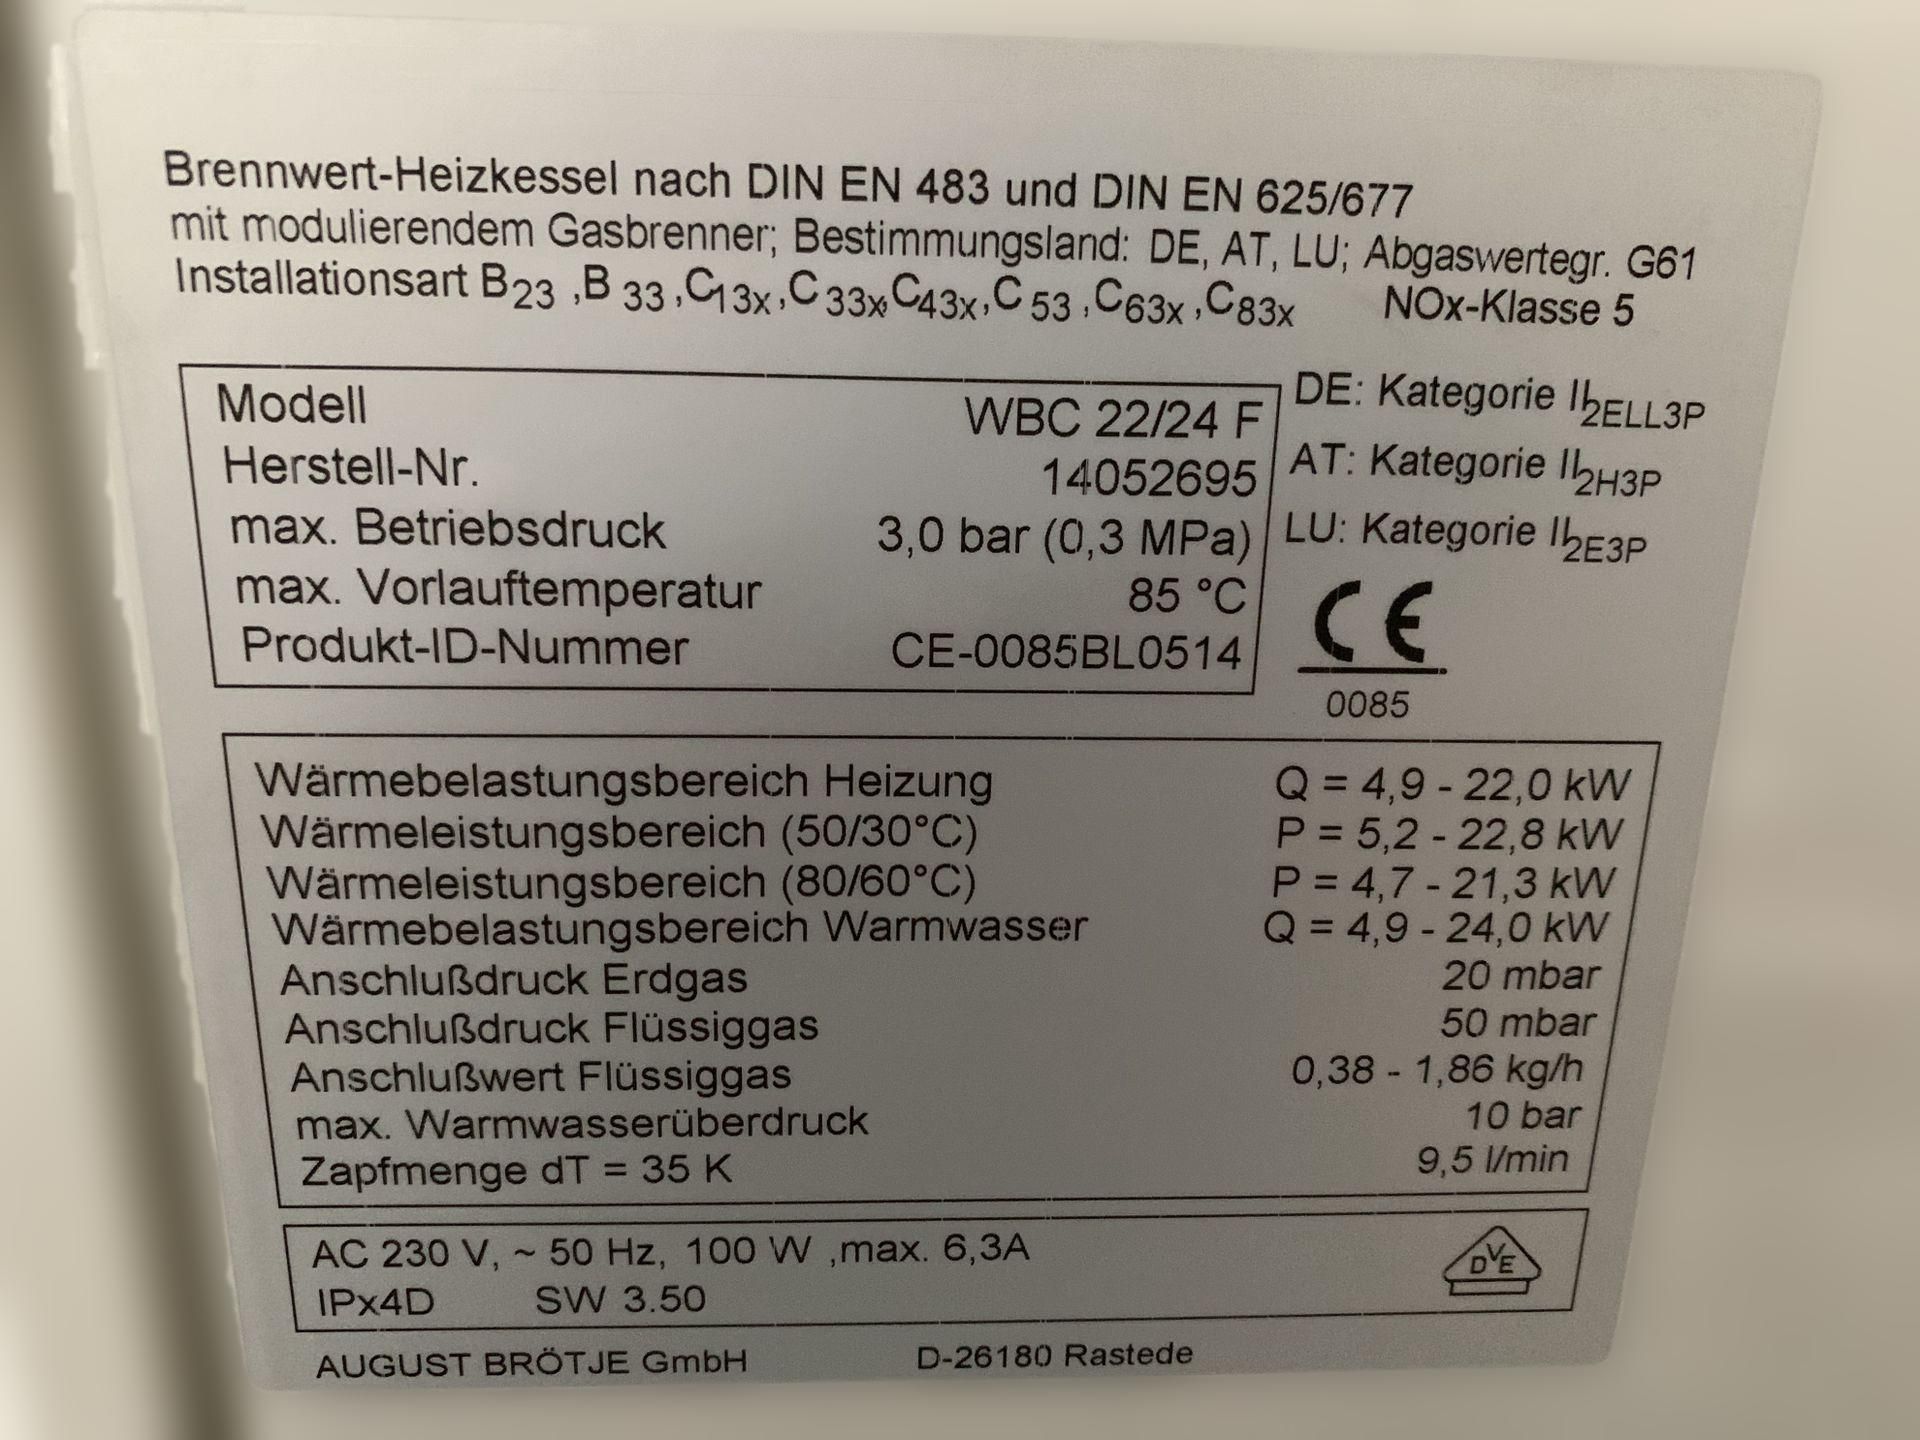 Brennwert-Heizkessel nach DIN EN 483 und DIN EN 625/677
mit modulierendem Gasbrenner; Bestimmungsland: DE, AT, LU; Abgaswertegr. G61
Installationsart B23 ,B 33 ,C13x ,C 33x,C43x, C 53 ,C63x ,C83x NOx-Klasse 5
Modell WBC 22/24 F
Herstell-Nr. 14052695
max. Betriebsdruck 3,0 bar (0,3 MPa)
max. Vorlauftemperatur 85 °C
Produkt-ID-Nummer CE-0085BL0514
DE: Kategorie II2ELL3P
AT: Kategorie II2H3P
LU: Kategorie II2E3P
CE
0085
Wärmebelastungsbereich Heizung Q = 4,9 - 22,0 kW
Wärmeleistungsbereich (50/30°C) P = 5,2 - 22,8 kW
Wärmeleistungsbereich (80/60°C) P = 4,7 - 21,3 kW
Wärmebelastungsbereich Warmwasser Q = 4,9 - 24,0 kW
Anschlußdruck Erdgas 20 mbar
Anschlußdruck Flüssiggas 50 mbar
Anschlußwert Flüssiggas 0,38 - 1,86 kg/h
max. Warmwasserüberdruck 10 bar
Zapfmenge dT = 35 K 9,5 l/min
AC 230 V, ~ 50 Hz, 100 W ,max. 6,3A
IPx4D SW 3.50
DVE
AUGUST BRÖTJE GmbH D-26180 Rastede